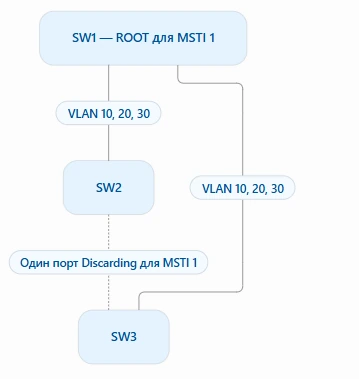 SW1 — ROOT для MSTI 1
VLAN 10, 20, 30
SW2
VLAN 10, 20, 30
Один порт Discarding для MSTI 1
SW3